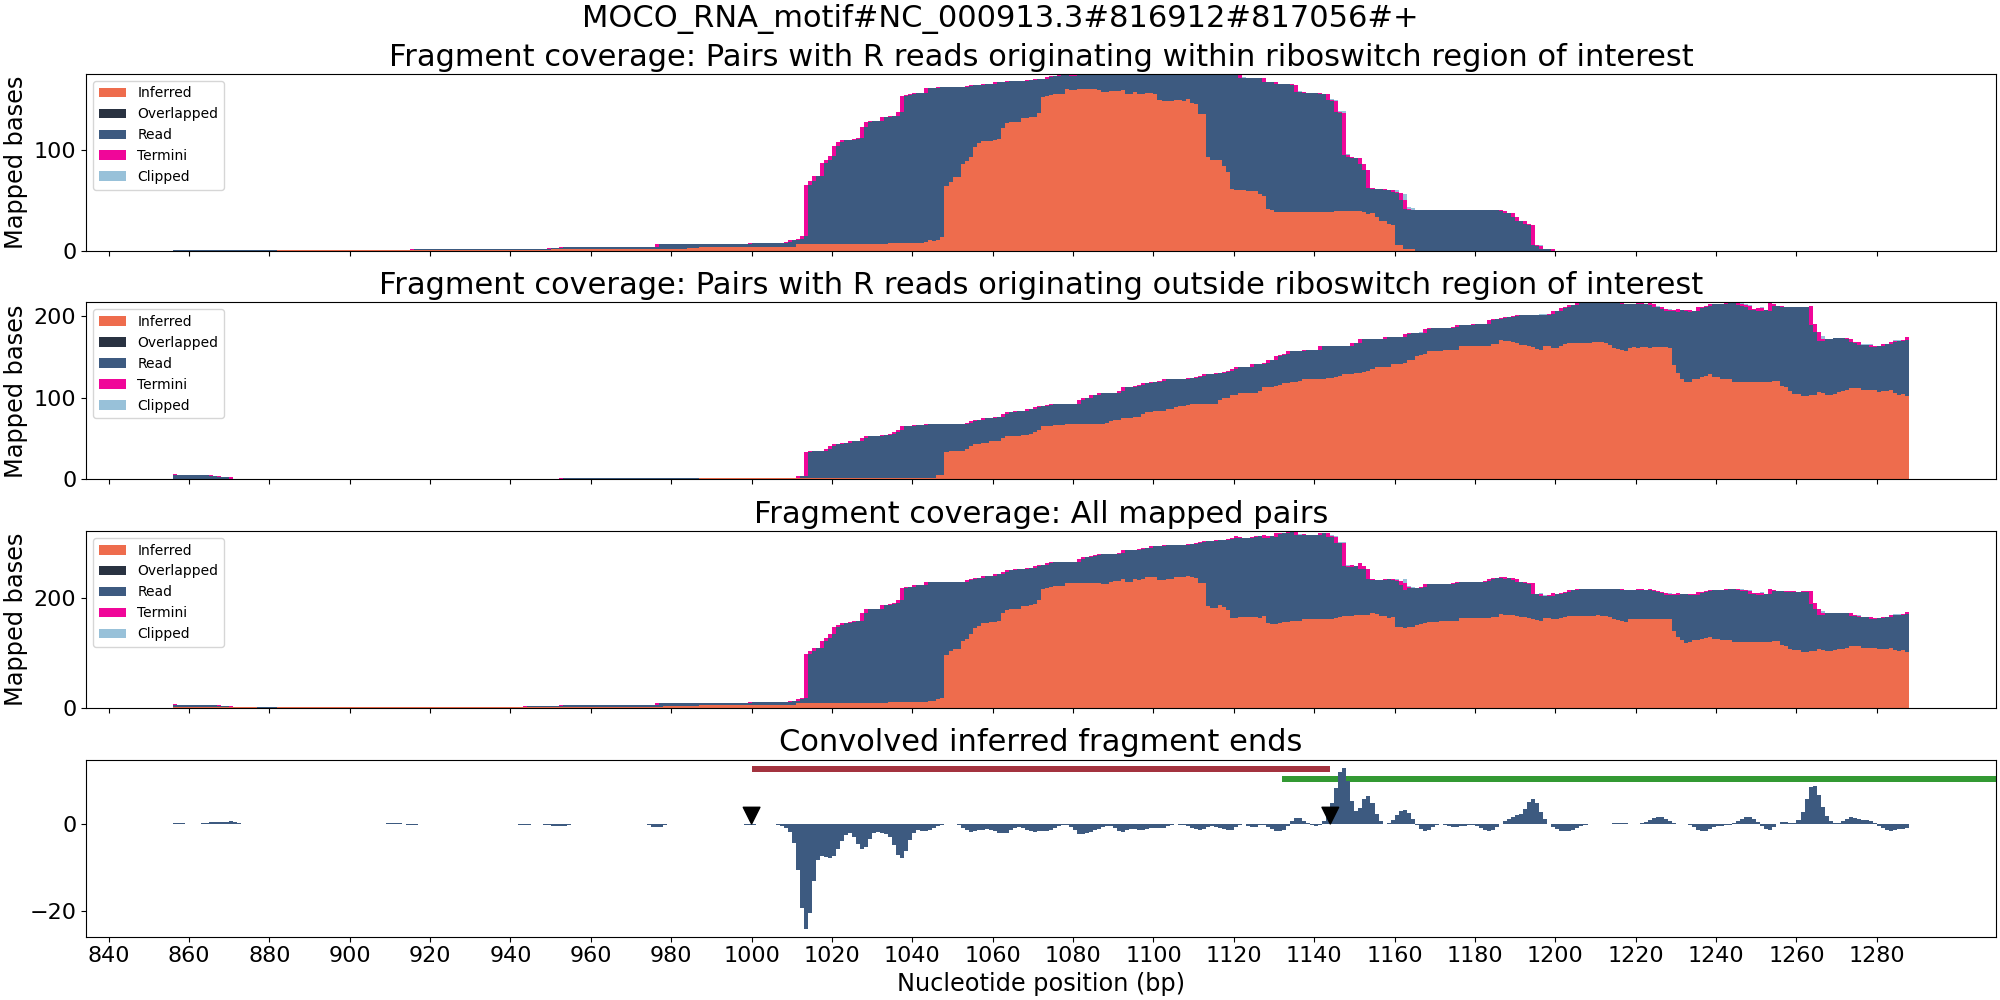 MOCO_RNA_motif#NC_000913.3#816912#817056#+
Fragment coverage: Pairs with R reads originating within riboswitch region of interest
Mapped bases
100
0
Inferred
Overlapped
Read
Termini
Clipped
Fragment coverage: Pairs with R reads originating outside riboswitch region of interest
Mapped bases
200
100
0
Inferred
Overlapped
Read
Termini
Clipped
Fragment coverage: All mapped pairs
Mapped bases
200
0
Inferred
Overlapped
Read
Termini
Clipped
Convolved inferred fragment ends
0
−20
840 860 880 900 920 940 960 980 1000 1020 1040 1060 1080 1100 1120 1140 1160 1180 1200 1220 1240 1260 1280
Nucleotide position (bp)